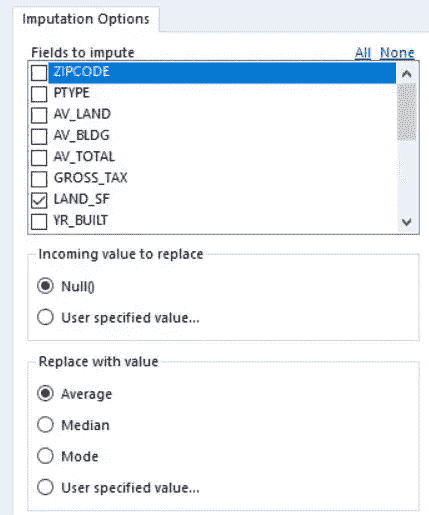 Imputation Options
Fields to impute All None
ZIPCODE
PTYPE
AV_LAND
AV_BLDG
AV_TOTAL
GROSS_TAX
LAND_SF
YR_BUILT
Incoming value to replace
Null()
User specified value...
Replace with value
Average
Median
Mode
User specified value...